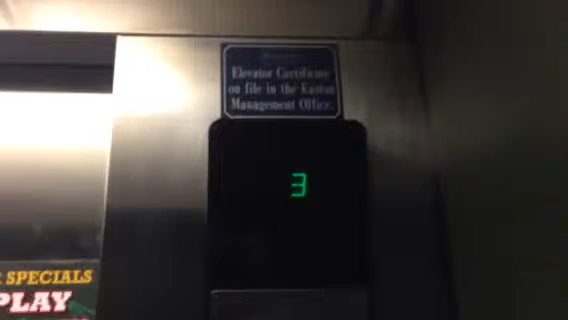 Elevator Certificate
on file in the Easton
Management Office.
3
SPECIALS
PLAY